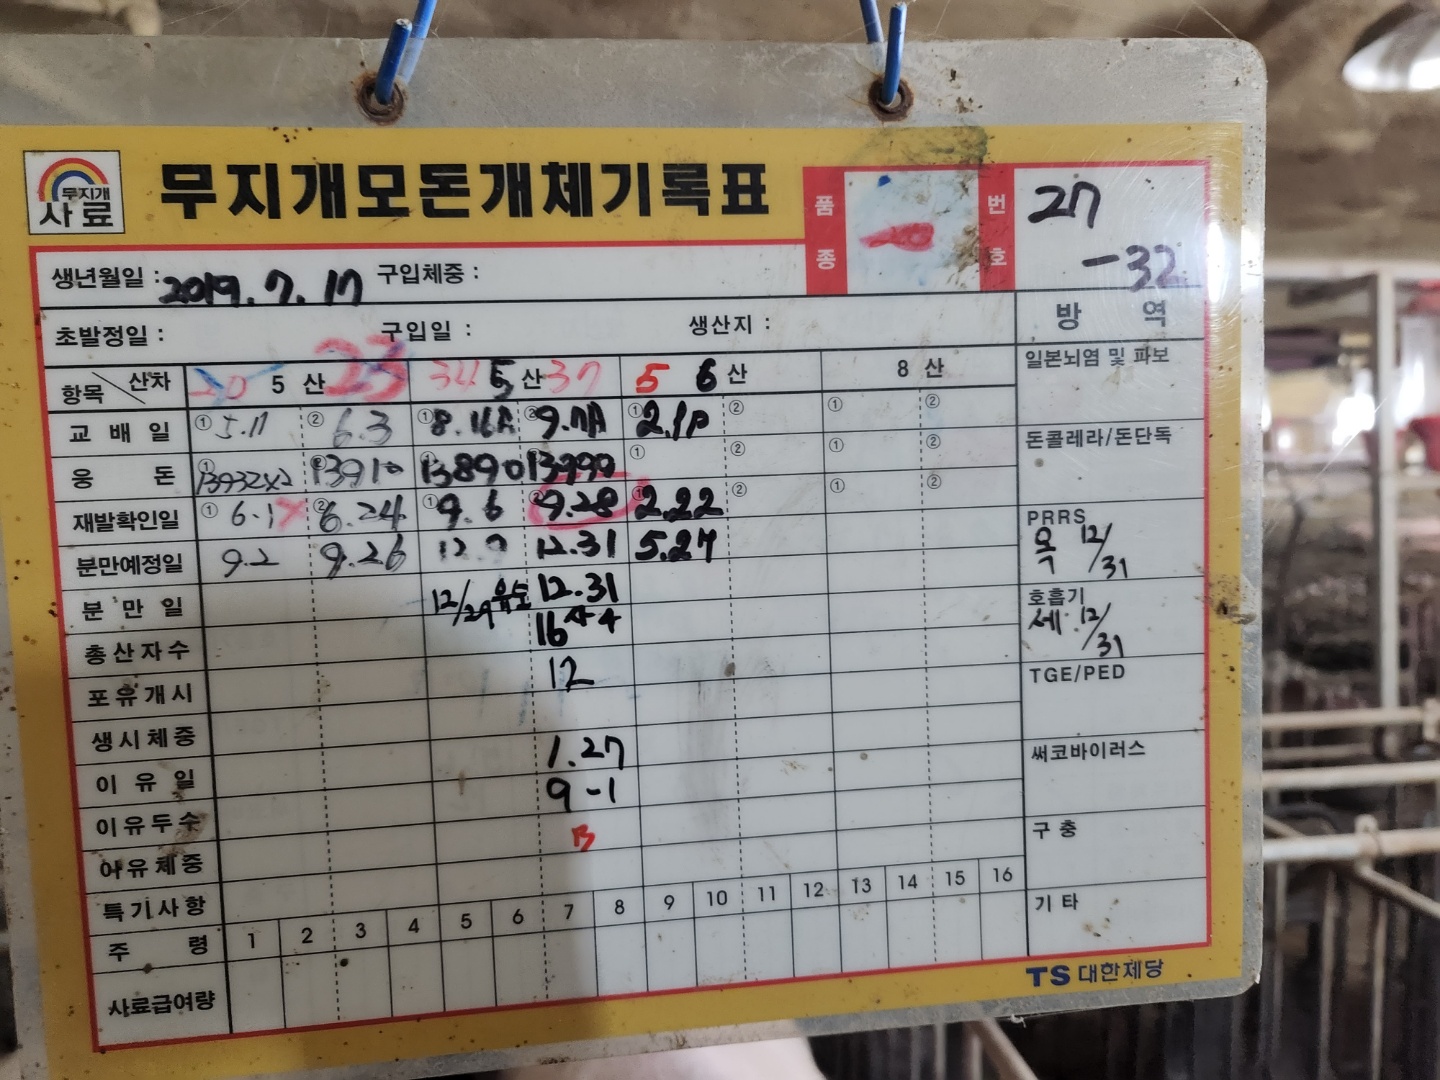 무지개
사료
무지개모돈개체기록표
품종
번호
27
-32
생년월일 : 2019. 7. 17 구입체중 :
초발정일 : 구입일 : 생산지 :
방 역
항목 산차 5 산 23 34 5 산 37 5 6 산 8 산
교 배 일 ① 5.11 ② 6.3 ① 8.16A ② 9.7A ① 2.1P ② ① ②
웅 돈 ① 13932x2 ② 13910 ① 13890 ② ① ② ① ②
재발확인일 ① 6.1 x ② 6.24 ① 9.6 ② 9.28 ① 2.22 ② ① ②
분만예정일 9.2 9.26 12.9 12.31 5.27
분 만 일 12/29 유도 12.31
총산자수 16
포유개시 12
생시체중
이 유 일 1.27
이유두수 9-1
이유체중 B
특기사항
주 령 1 2 3 4 5 6 7 8 9 10 11 12 13 14 15 16
사료급여량
일본뇌염 및 파보
돈콜레라/돈단독
PRRS
12/31
호흡기
세 12/31
TGE/PED
써코바이러스
구 충
기 타
TS 대한제당